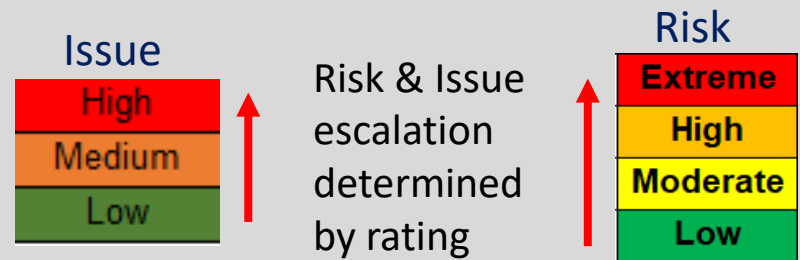 Issue
High
Medium
Low
Risk & Issue
escalation
determined
by rating
Risk
Extreme
High
Moderate
Low